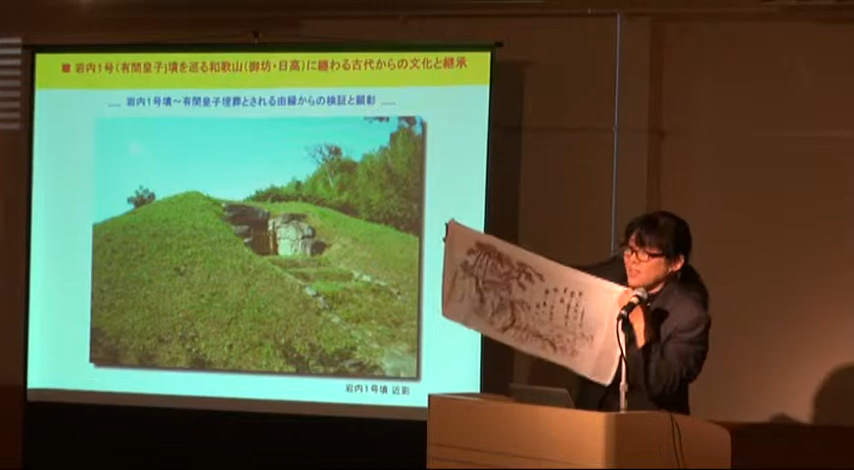 ■ 岩内1号(有間皇子)墳を巡る和歌山(御坊・日高)に纏わる古代からの文化と継承
... 岩内1号墳～有間皇子埋葬とされる由縁からの検証と顕彰 ...
岩内1号墳 近影